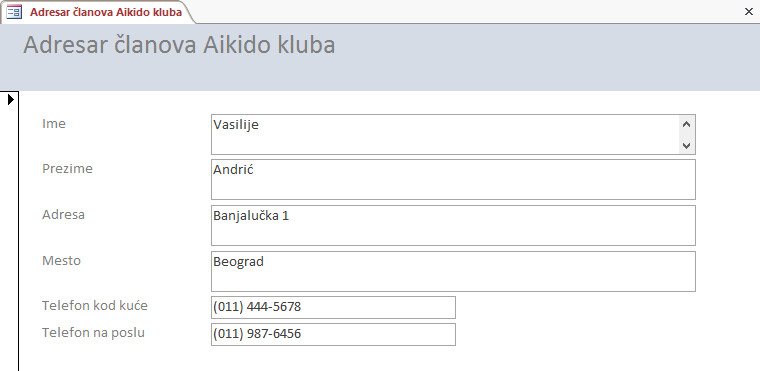 Adresar članova Aikido kluba
Adresar članova Aikido kluba
Ime Vasilije
Prezime Andrić
Adresa Banjalučka 1
Mesto Beograd
Telefon kod kuće (011) 444-5678
Telefon na poslu (011) 987-6456